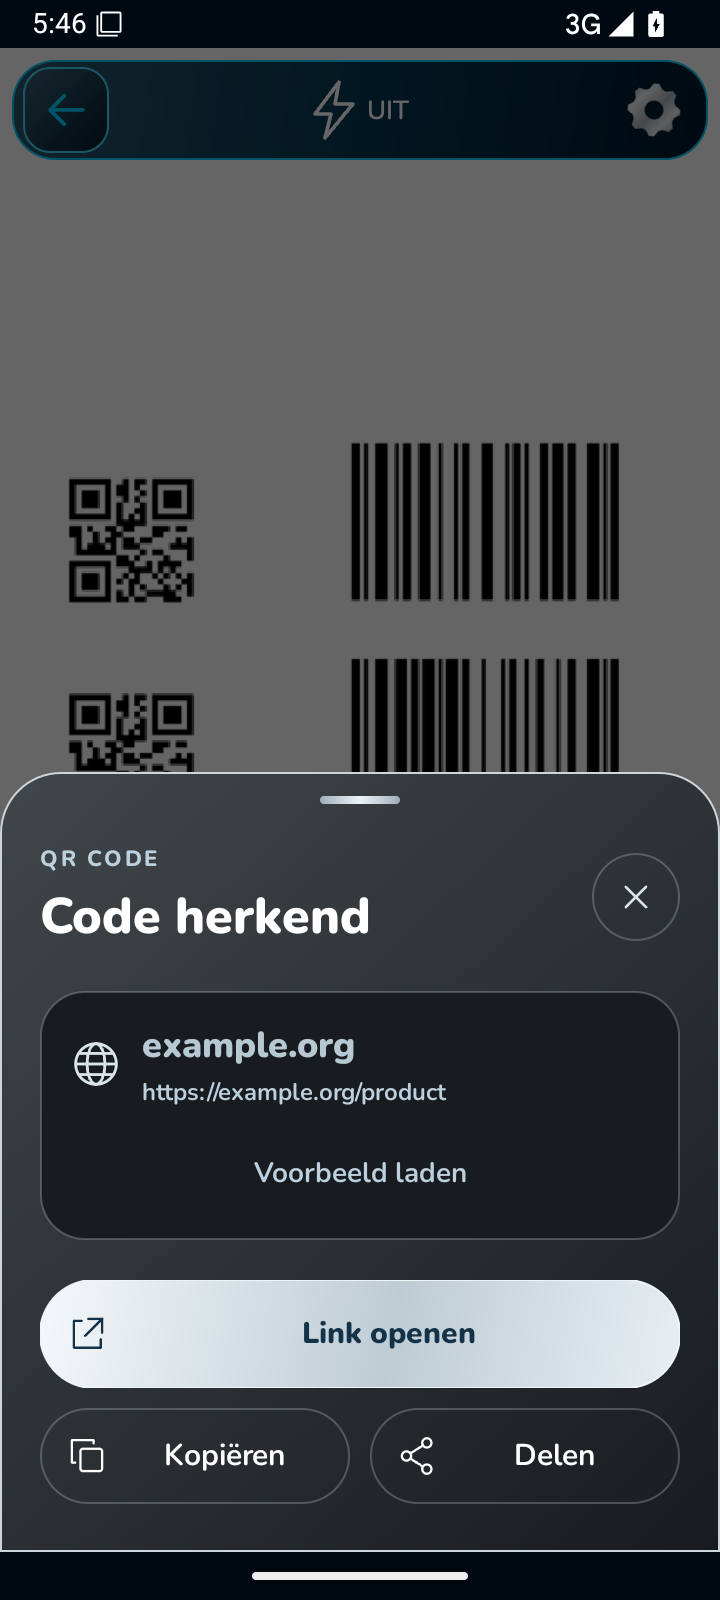 5:46
3G
UIT
QR CODE
Code herkend
example.org
https://example.org/product
Voorbeeld laden
Link openen
Kopiëren
Delen